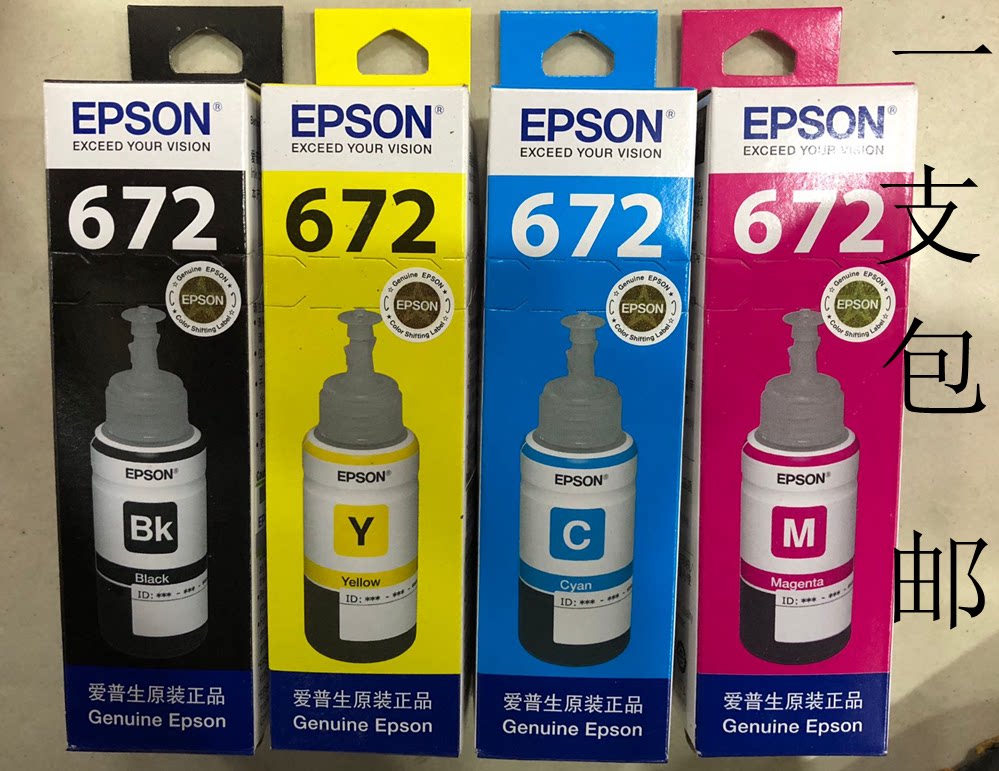 EPSON®
EXCEED YOUR VISION
672
Genuine EPSON
EPSON
Color Shifting Label
EPSON®
Bk
Black
ID: *** - ***
爱普生原装正品
Genuine Epson
EPSON®
EXCEED YOUR VISION
672
Genuine EPSON
EPSON
Color Shifting Label
EPSON®
Y
Yellow
ID: *** - ***
爱普生原装正品
Genuine Epson
EPSON®
EXCEED YOUR VISION
672
Genuine EPSON
EPSON
Color Shifting Label
EPSON®
C
Cyan
ID: *** - ***
爱普生原装正品
Genuine Epson
EPSON®
EXCEED YOUR VISION
672
Genuine EPSON
EPSON
Color Shifting Label
EPSON®
M
Magenta
ID: *** - ***
爱普生原装正品
Genuine Epson
一支包邮